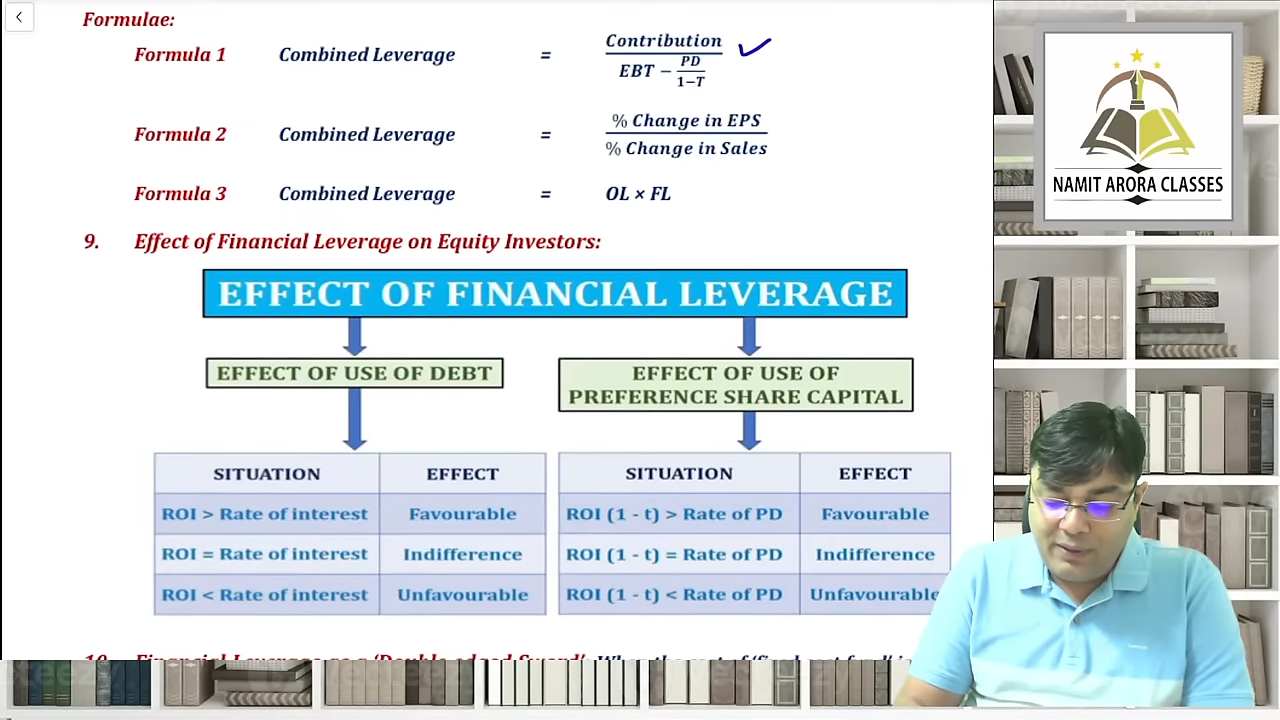 Formulae:
Formula 1 Combined Leverage = Contribution / EBT − PD / 1−T
Formula 2 Combined Leverage = % Change in EPS / % Change in Sales
Formula 3 Combined Leverage = OL × FL
9. Effect of Financial Leverage on Equity Investors:
EFFECT OF FINANCIAL LEVERAGE
EFFECT OF USE OF DEBT
SITUATION EFFECT
ROI > Rate of interest Favourable
ROI = Rate of interest Indifference
ROI < Rate of interest Unfavourable
EFFECT OF USE OF
PREFERENCE SHARE CAPITAL
SITUATION EFFECT
ROI (1 - t) > Rate of PD Favourable
ROI (1 - t) = Rate of PD Indifference
ROI (1 - t) < Rate of PD Unfavourable
NAMIT ARORA CLASSES